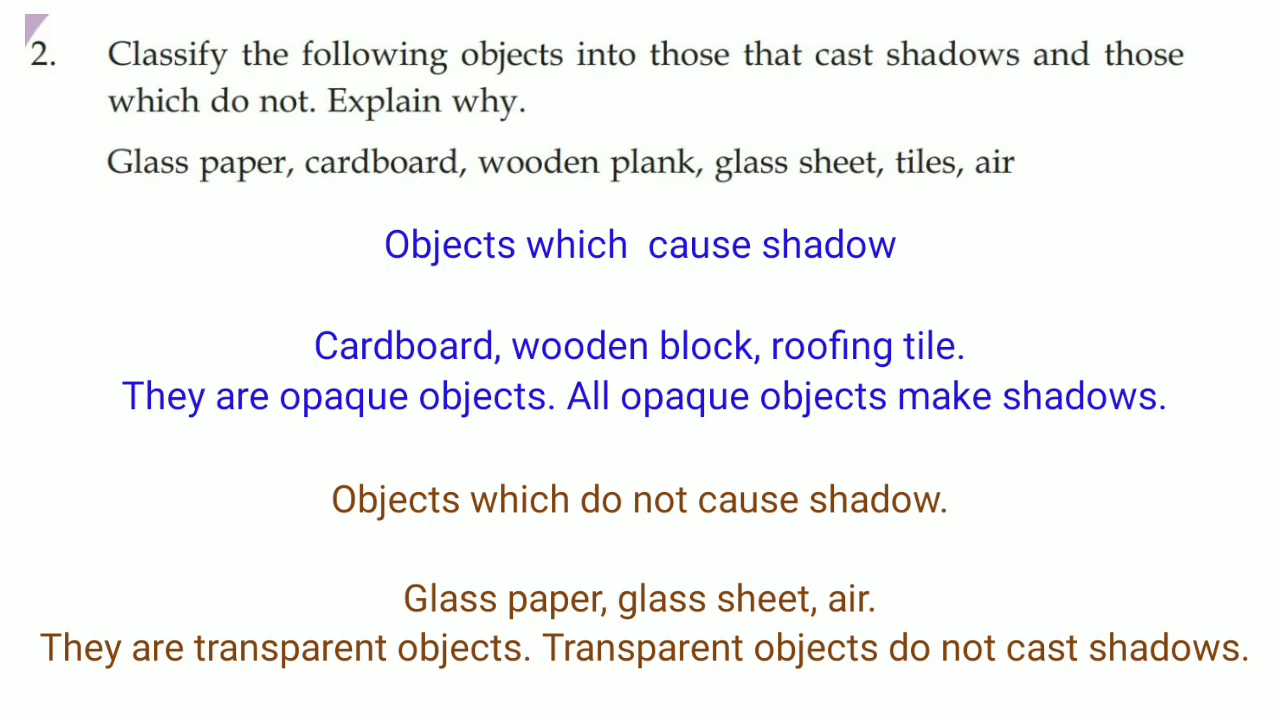 2. Classify the following objects into those that cast shadows and those
which do not. Explain why.
Glass paper, cardboard, wooden plank, glass sheet, tiles, air
Objects which cause shadow
Cardboard, wooden block, roofing tile.
They are opaque objects. All opaque objects make shadows.
Objects which do not cause shadow.
Glass paper, glass sheet, air.
They are transparent objects. Transparent objects do not cast shadows.